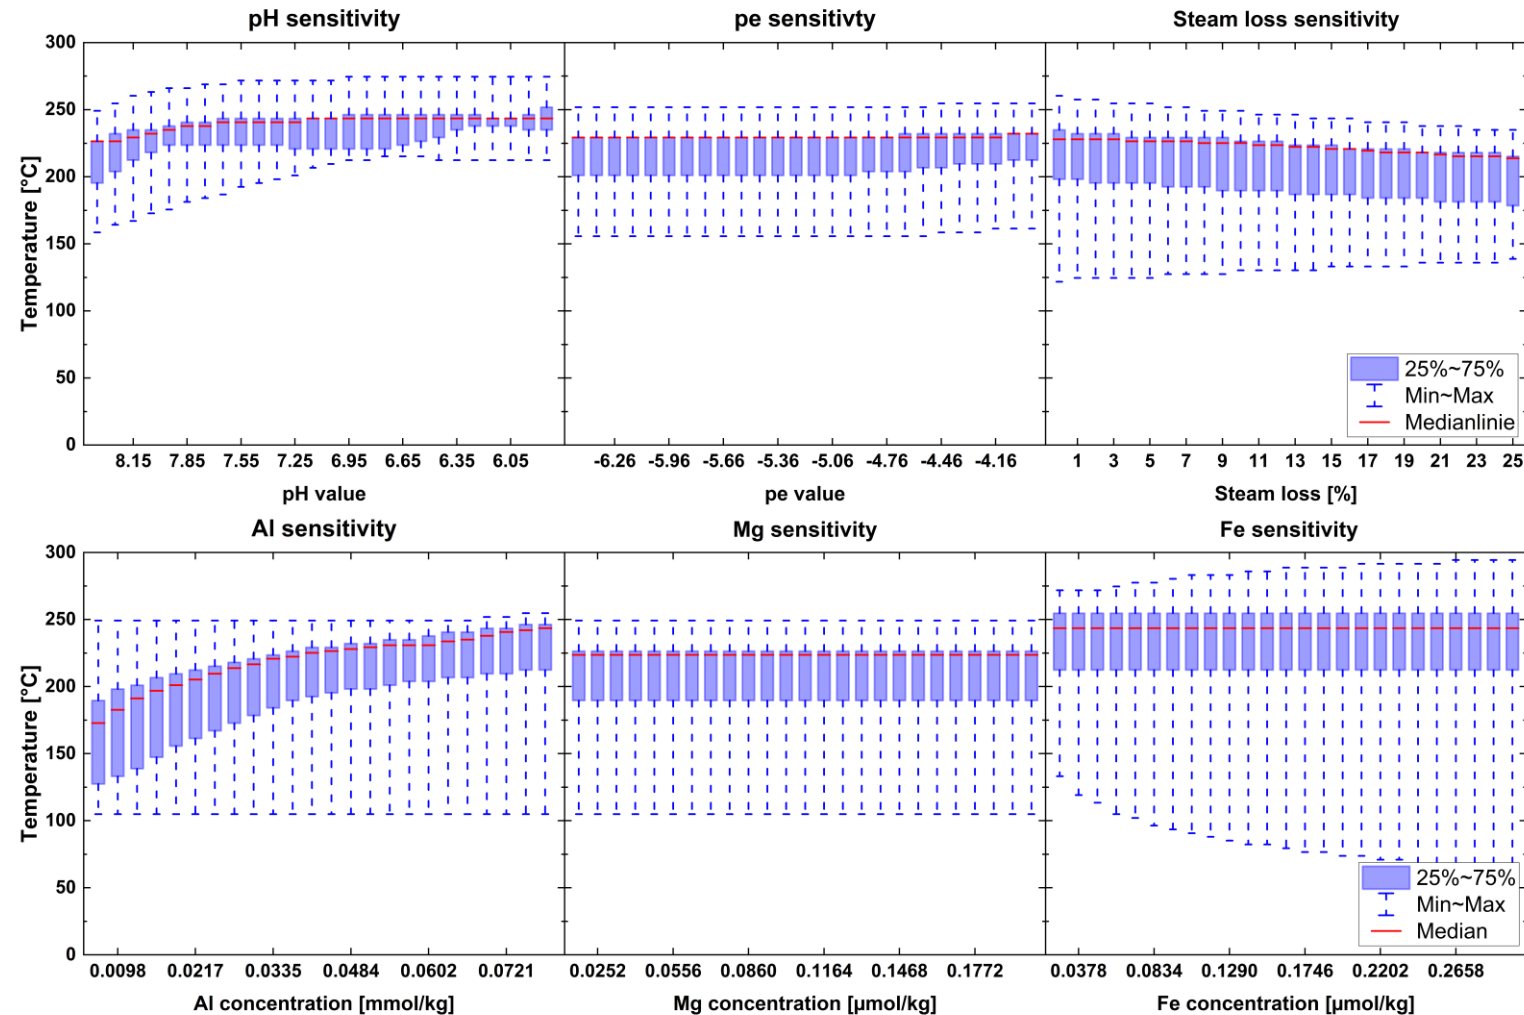 pH sensitivity
pe sensitivty
Steam loss sensitivity
Temperature [°C]
300
250
200
150
100
50
0
8.15 7.85 7.55 7.25 6.95 6.65 6.35 6.05
-6.26 -5.96 -5.66 -5.36 -5.06 -4.76 -4.46 -4.16
1 3 5 7 9 11 13 15 17 19 21 23 25
pH value
pe value
Steam loss [%]
25%~75%
Min~Max
Medianlinie
Al sensitivity
Mg sensitivity
Fe sensitivity
Temperature [°C]
300
250
200
150
100
50
0
0.0098 0.0217 0.0335 0.0484 0.0602 0.0721
0.0252 0.0556 0.0860 0.1164 0.1468 0.1772
0.0378 0.0834 0.1290 0.1746 0.2202 0.2658
Al concentration [mmol/kg]
Mg concentration [µmol/kg]
Fe concentration [µmol/kg]
25%~75%
Min~Max
Median